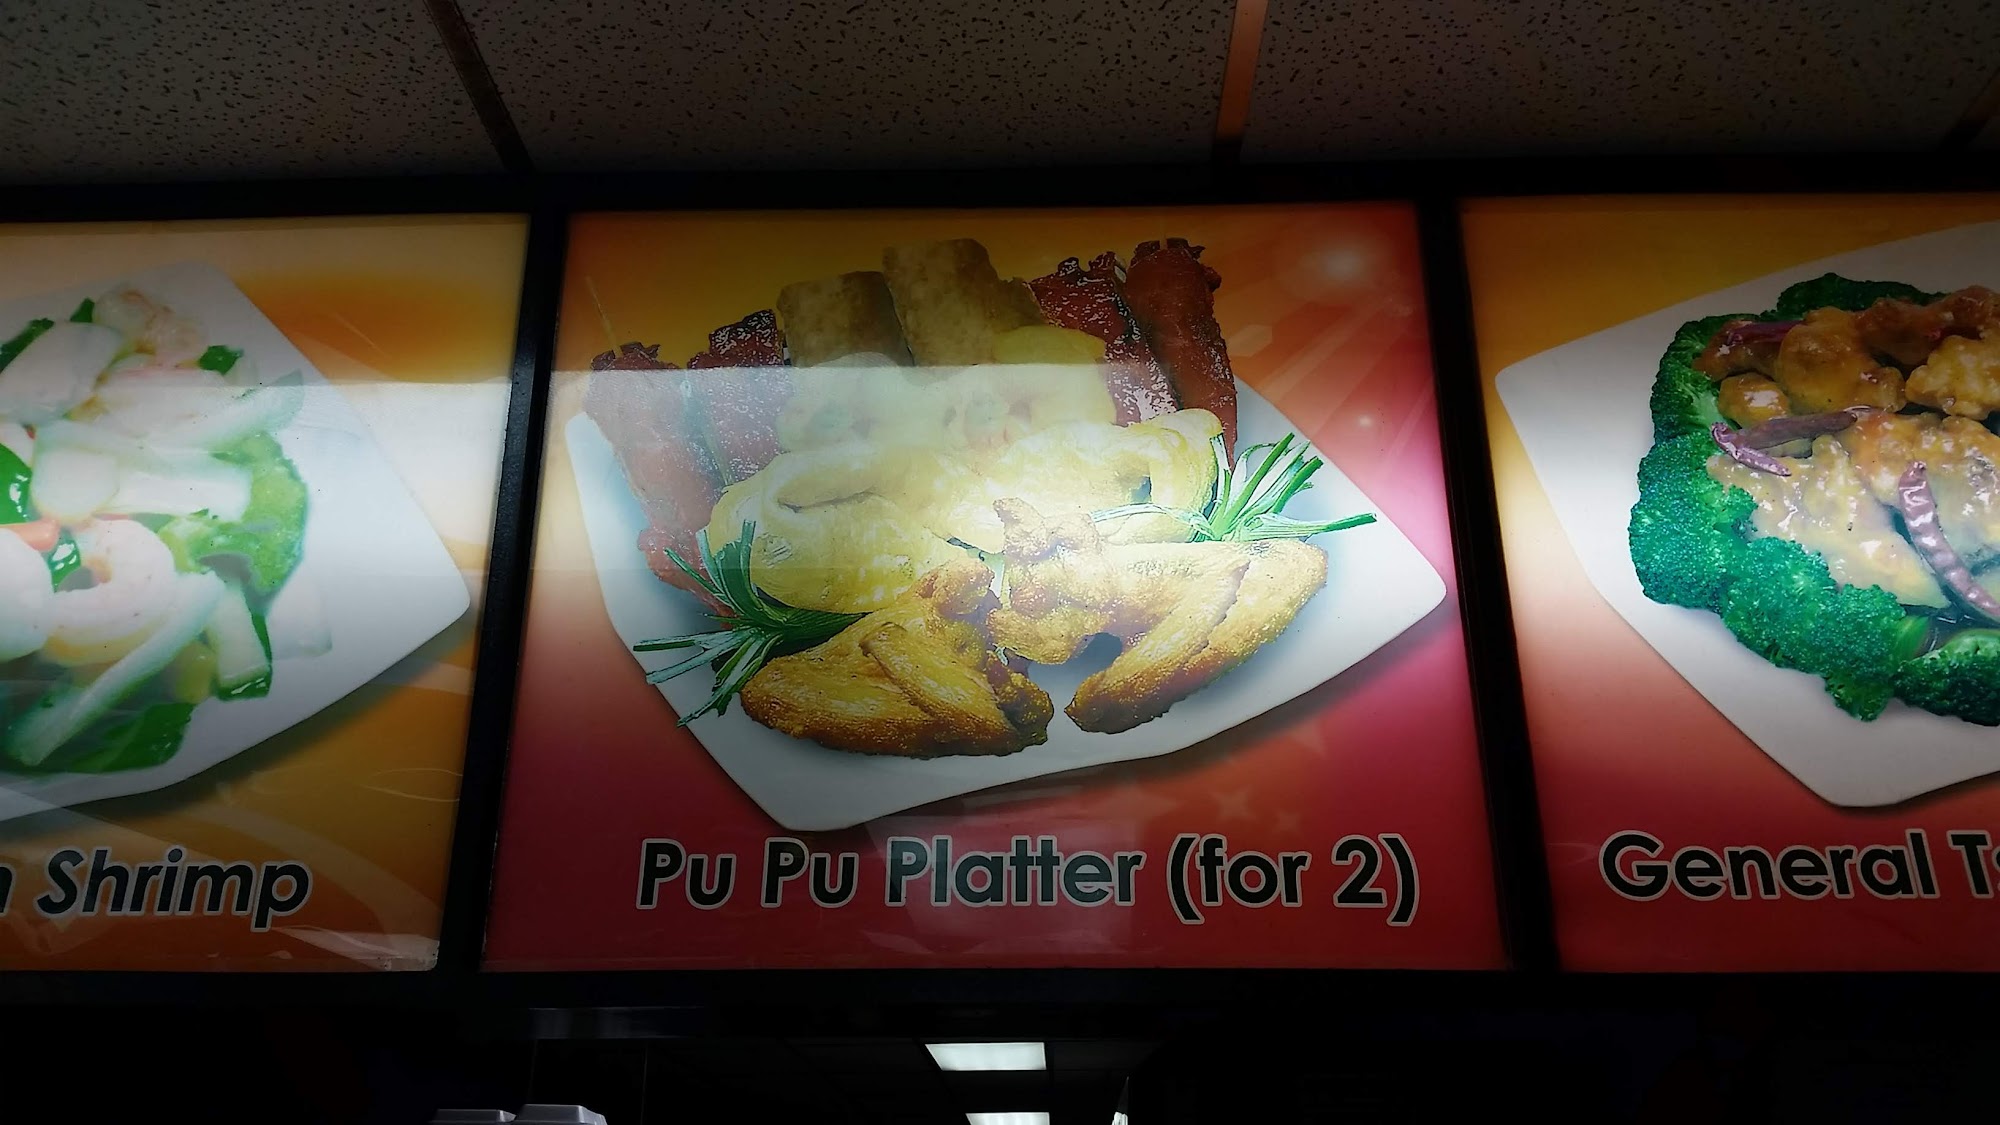 Shrimp
Pu Pu Platter (for 2)
General